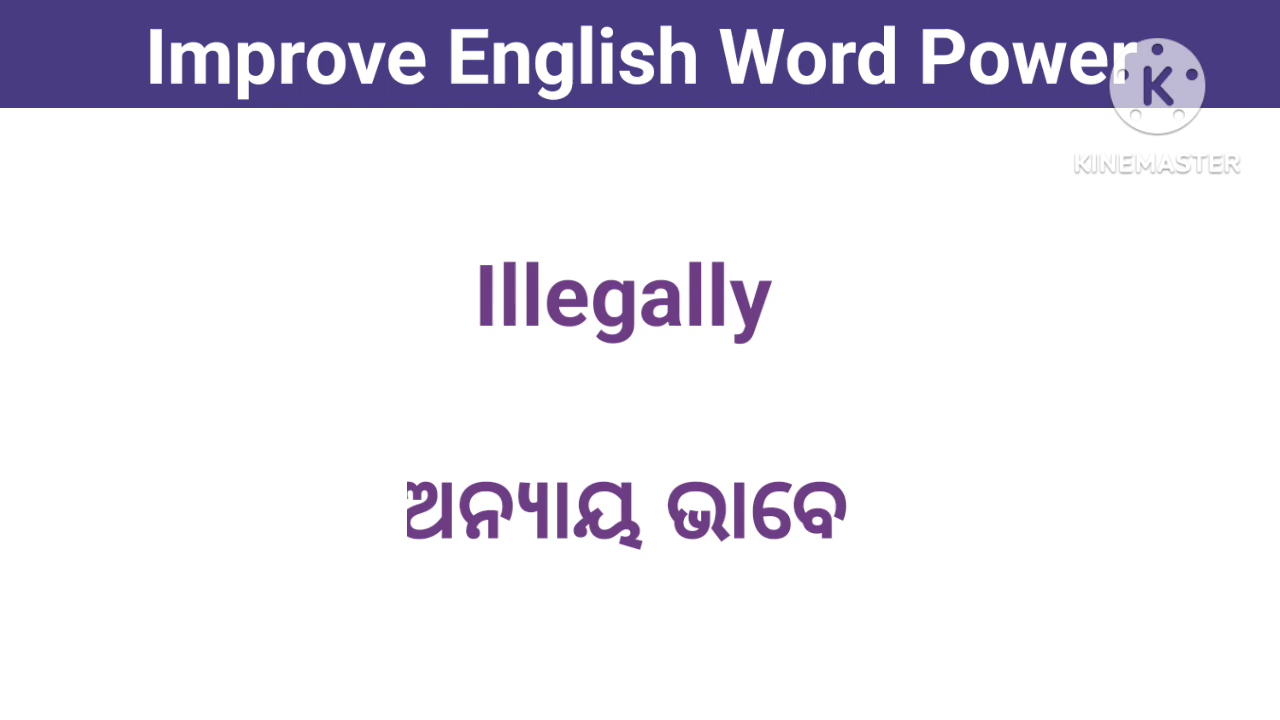 Improve English Word Power
K
KINEMASTER
Illegally
ଅନ୍ୟାୟ ଭାବେ